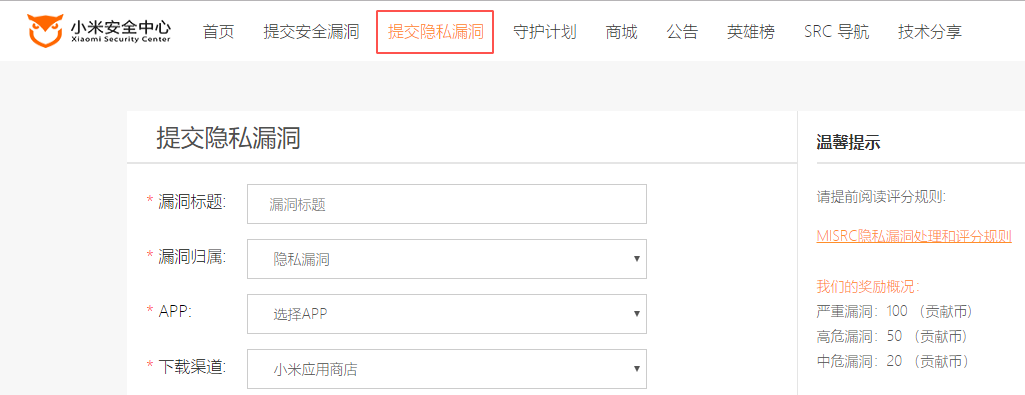 小米安全中心
Xiaomi Security Center
首页 提交安全漏洞 提交隐私漏洞 守护计划 商城 公告 英雄榜 SRC 导航 技术分享
提交隐私漏洞
* 漏洞标题: 漏洞标题
* 漏洞归属: 隐私漏洞
* APP: 选择APP
* 下载渠道: 小米应用商店
温馨提示
请提前阅读评分规则:
MISRC隐私漏洞处理和评分规则
我们的奖励概况:
严重漏洞: 100 （贡献币)
高危漏洞: 50 （贡献币)
中危漏洞: 20 （贡献币)